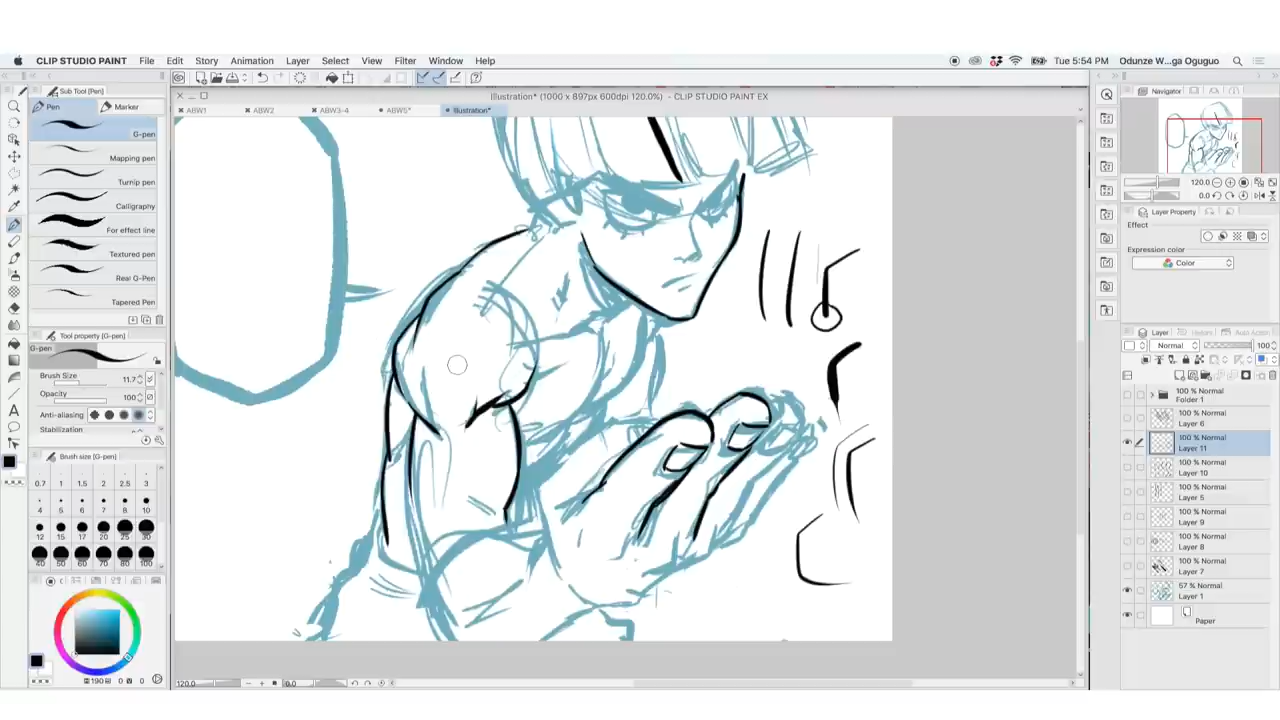 CLIP STUDIO PAINT File Edit Story Animation Layer Select View Filter Window Help Tue 5:54 PM Odunze W...ga Oguguo
Illustration* (1000 x 897px 600dpi 120.0%) - CLIP STUDIO PAINT EX
ABW1 ABW2 ABW3-4 ABW5* Illustration*
Sub Tool [Pen]
Pen Marker
G-pen
Mapping pen
Turnip pen
Calligraphy
For effect line
Textured pen
Real G-Pen
Tapered Pen
Tool property [G-pen]
G-pen
Brush Size 11.7
Opacity 100
Anti-aliasing
Stabilization
Brush size [G-pen]
0.7 1 1.5 2 2.5 3
4 5 6 7 8 10
12 15 17 20 25 30
40 50 60 70 80 100
190 0 0
120.0 0.0
Navigator
120.0
0.0
Layer Property
Effect
Expression color
Color
Layer
Normal 100
100 % Normal
Folder 1
100 % Normal
Layer 6
100 % Normal
Layer 11
100 % Normal
Layer 10
100 % Normal
Layer 5
100 % Normal
Layer 9
100 % Normal
Layer 8
100 % Normal
Layer 7
57 % Normal
Layer 1
Paper